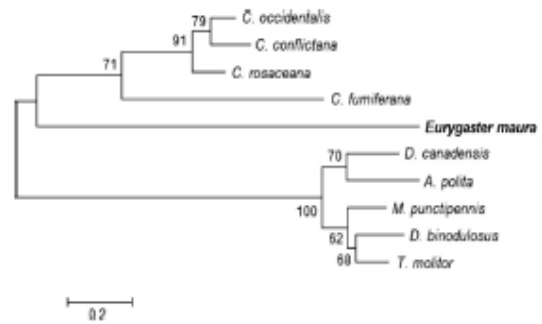 79
C. occidentalis
91
C. conflictana
71
C. rosaceana
C. fumiferana
Eurygaster maura
70
D. canadensis
A. polita
100
M. punctipennis
62
D. binodulosus
68
T. molitor
0.2